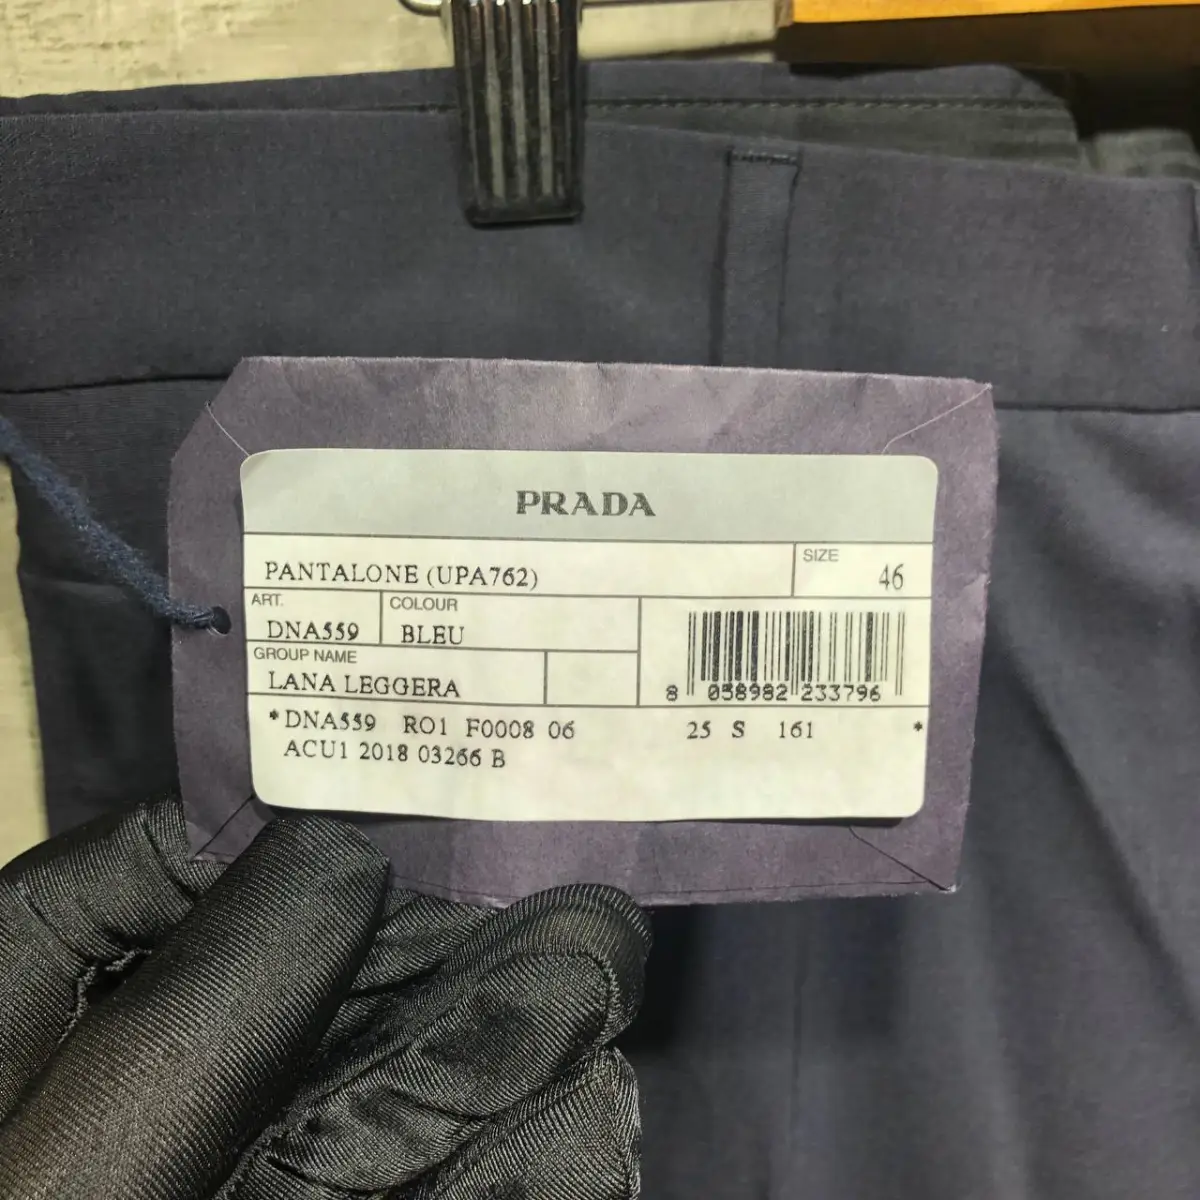 PRADA
PANTALONE (UPA762)
SIZE
46
ART.
DNA559
COLOUR
BLEU
GROUP NAME
LANA LEGGERA
8 058982 233796
*DNA559 RO1 F0008 06 25 S 161 *
ACU1 2018 03266 B